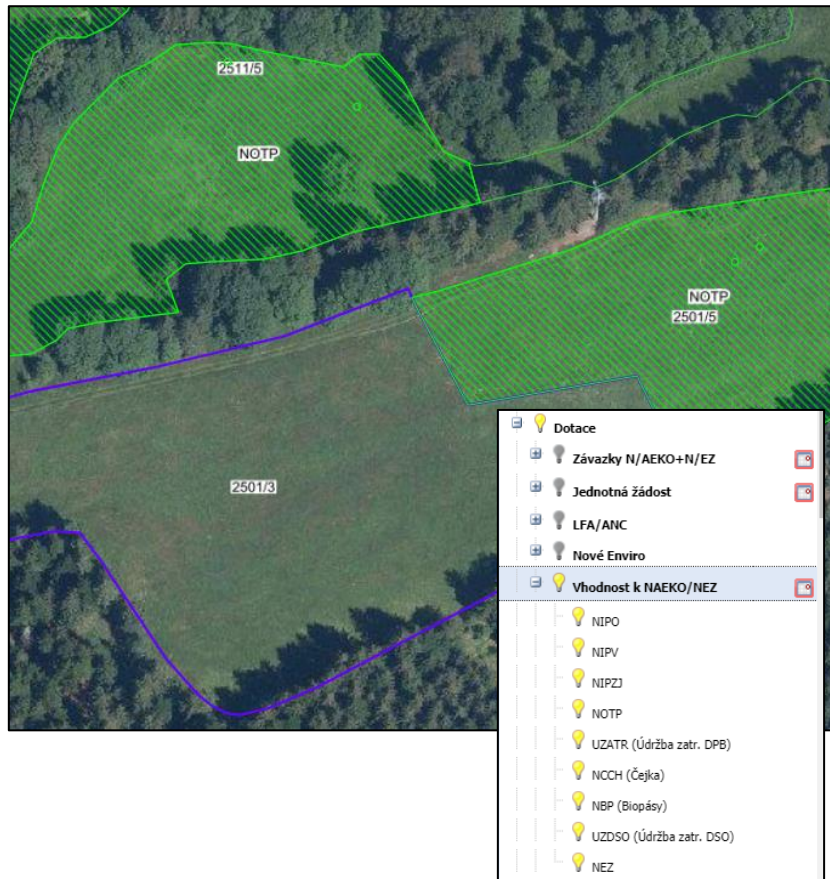 2511/5
NOTP
NOTP
2501/5
2501/3
Dotace
Závazky N/AEKO+N/EZ
Jednotná žádost
LFA/ANC
Nové Enviro
Vhodnost k NAEKO/NEZ
NIPO
NIPV
NIPZJ
NOTP
UZATR (Údržba zatr. DPB)
NCCH (Čejka)
NBP (Biopásy)
UZDSO (Údržba zatr. DSO)
NEZ